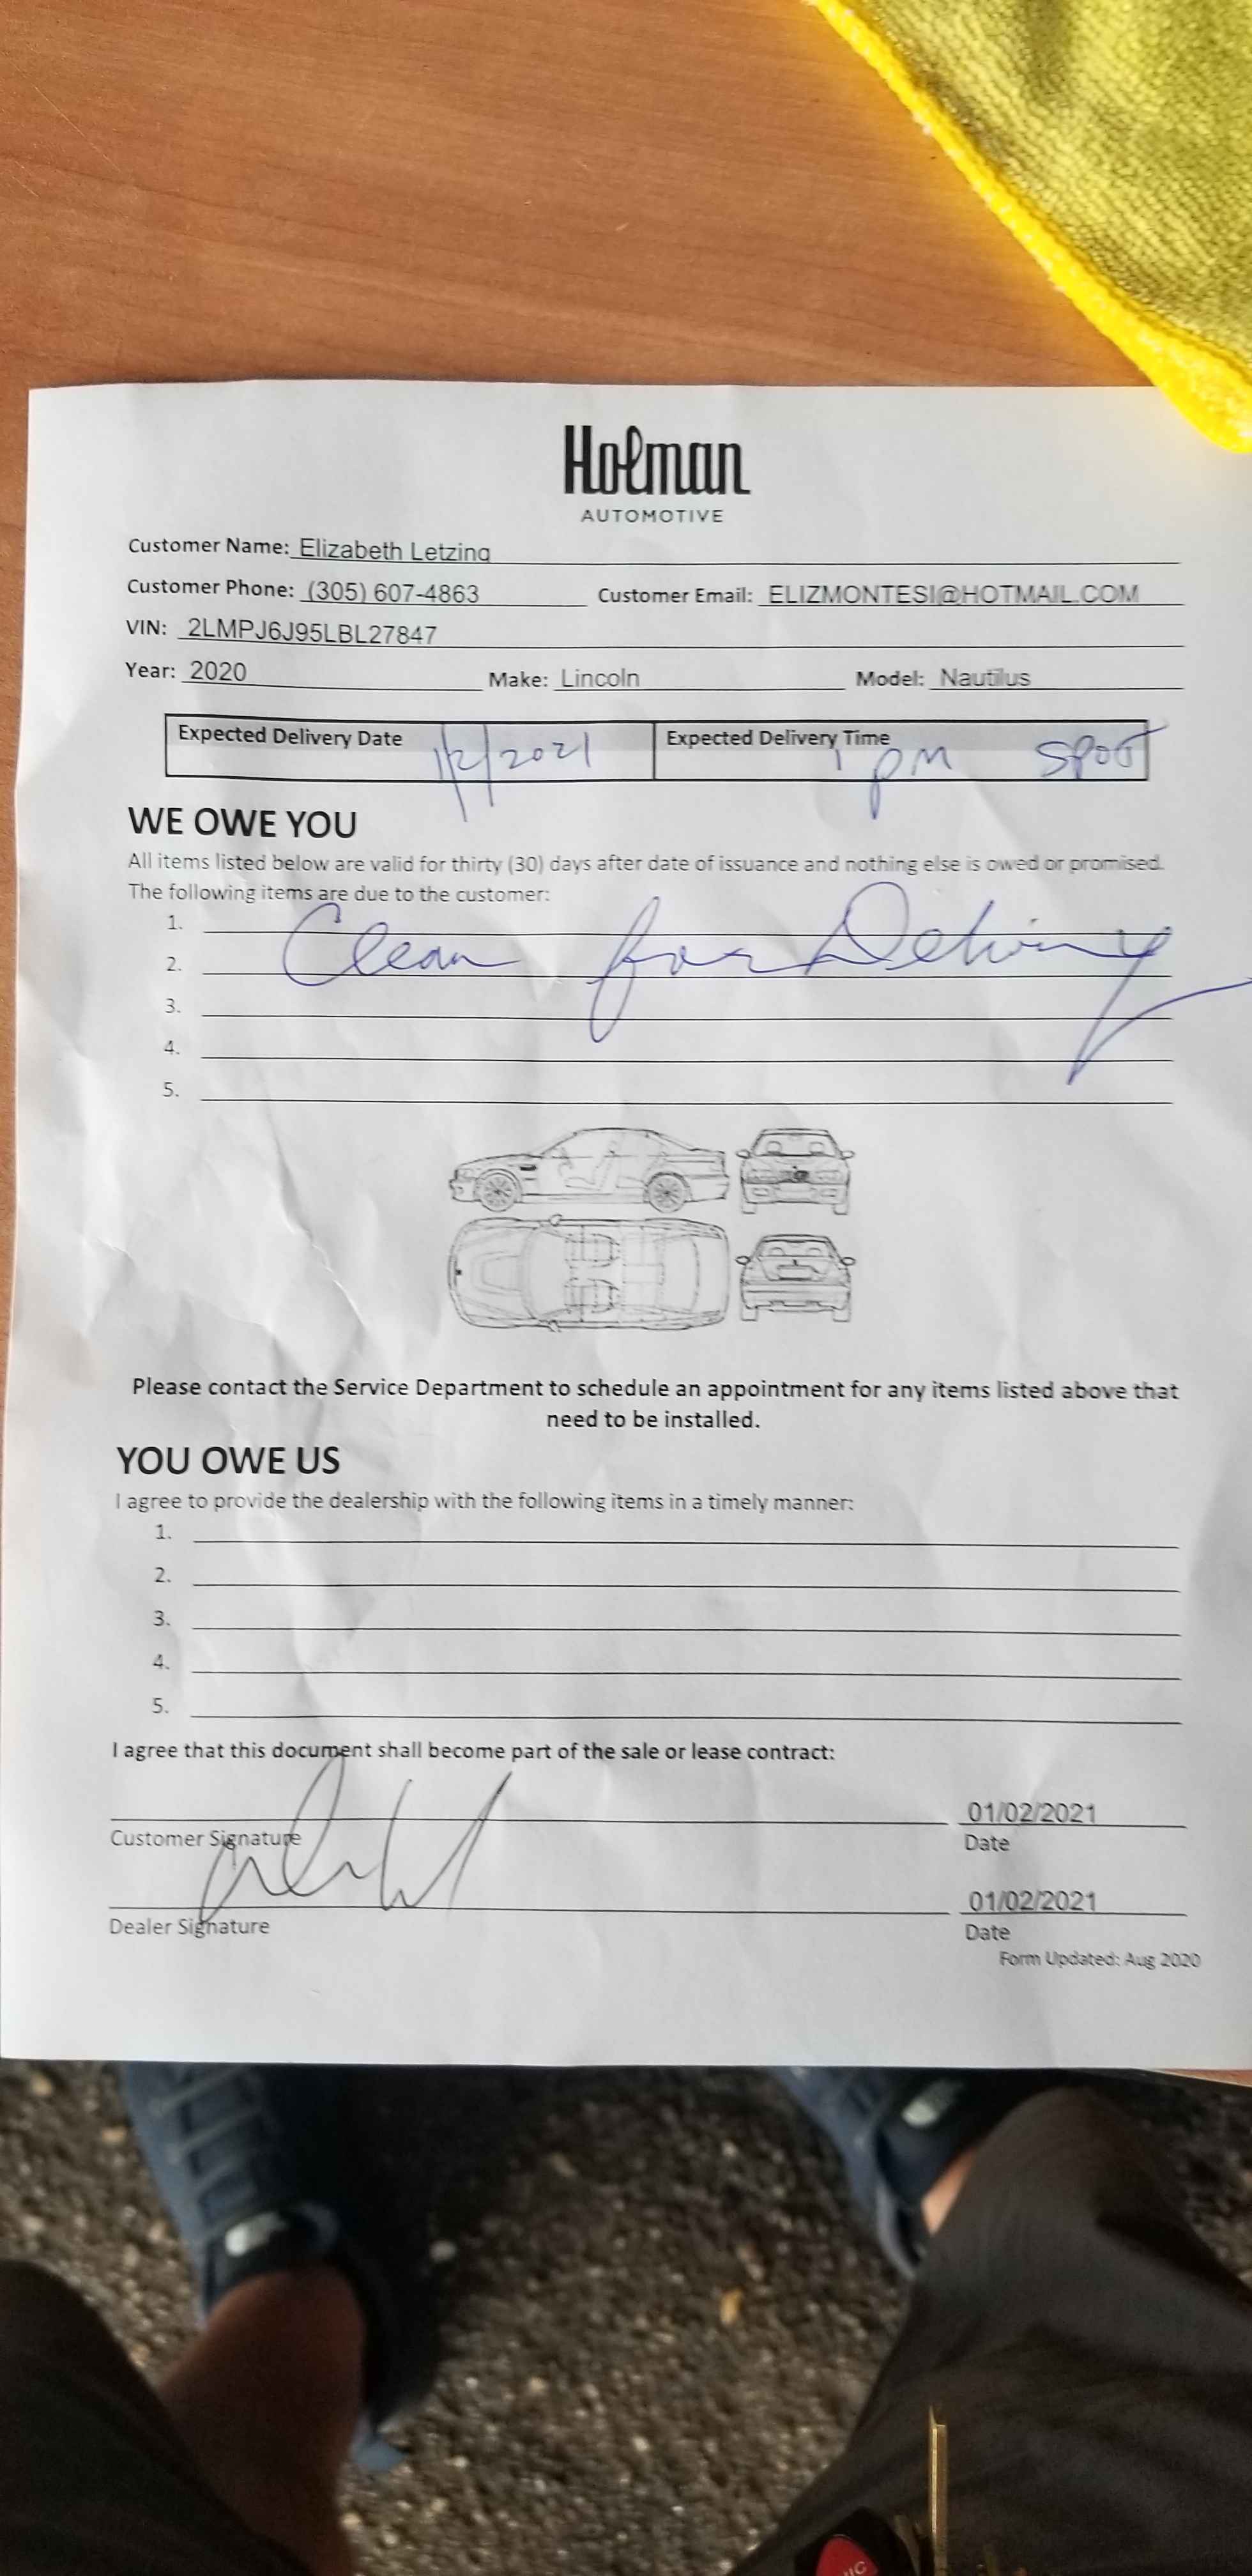 Holman
AUTOMOTIVE
Customer Name: Elizabeth Letzing
Customer Phone: (305) 607-4863 Customer Email: ELIZMONTESI@HOTMAIL.COM
VIN: 2LMPJ6J95LBL27847
Year: 2020 Make: Lincoln Model: Nautilus
Expected Delivery Date 1/2/2021 Expected Delivery Time 1 PM SPOT
WE OWE YOU
All items listed below are valid for thirty (30) days after date of issuance and nothing else is owed or promised.
The following items are due to the customer:
1.
2. Clean for Delivery
3.
4.
5.
Please contact the Service Department to schedule an appointment for any items listed above that
need to be installed.
YOU OWE US
I agree to provide the dealership with the following items in a timely manner:
1.
2.
3.
4.
5.
I agree that this document shall become part of the sale or lease contract:
01/02/2021
Customer Signature Date
01/02/2021
Dealer Signature Date
Form Updated: Aug 2020